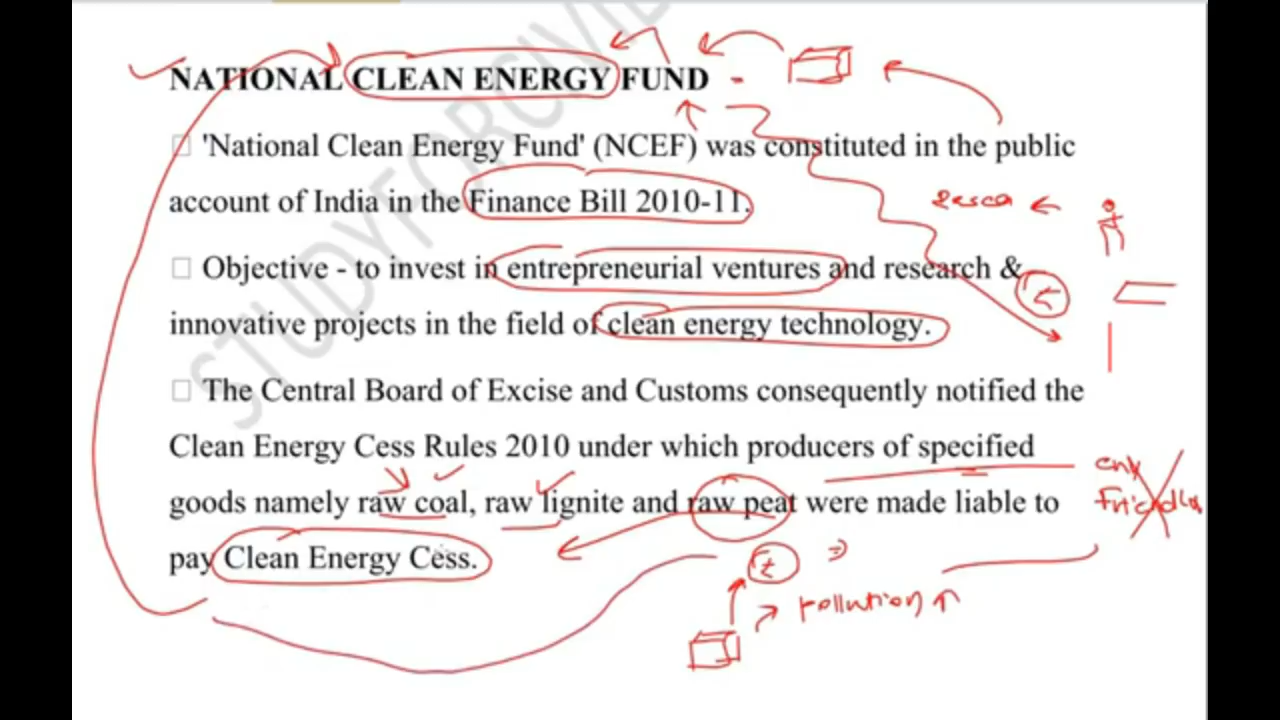 NATIONAL CLEAN ENERGY FUND -
☐ 'National Clean Energy Fund' (NCEF) was constituted in the public
account of India in the Finance Bill 2010-11.
☐ Objective - to invest in entrepreneurial ventures and research &
innovative projects in the field of clean energy technology.
☐ The Central Board of Excise and Customs consequently notified the
Clean Energy Cess Rules 2010 under which producers of specified
goods namely raw coal, raw lignite and raw peat were made liable to
pay Clean Energy Cess.
₹
pollution ↑